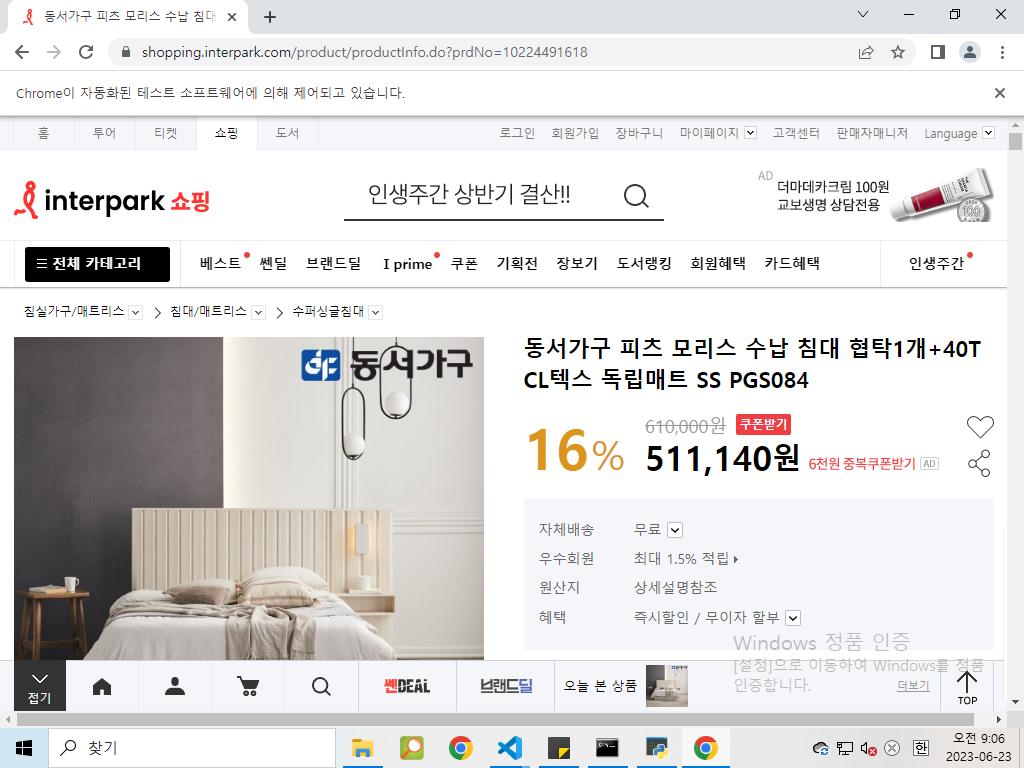 동서가구 피츠 모리스 수납 침대
shopping.interpark.com/product/productInfo.do?prdNo=10224491618
Chrome이 자동화된 테스트 소프트웨어에 의해 제어되고 있습니다.
홈 투어 티켓 쇼핑 도서 로그인 회원가입 장바구니 마이페이지 고객센터 판매자매니저 Language
interpark 쇼핑
인생주간 상반기 결산!!
AD 더마데카크림 100원
교보생명 상담전용
100
전체 카테고리 베스트 쎈딜 브랜드딜 I prime 쿠폰 기획전 장보기 도서랭킹 회원혜택 카드혜택 인생주간
침실가구/매트리스 침대/매트리스 수퍼싱글침대
동서가구
동서가구 피츠 모리스 수납 침대 협탁1개+40T
CL텍스 독립매트 SS PGS084
16% 610,000원 쿠폰받기
511,140원 6천원 중복쿠폰받기 AD
자체배송 무료
우수회원 최대 1.5% 적립
원산지 상세설명참조
혜택 즉시할인 / 무이자 할부
Windows 정품 인증
[설정]으로 이동하여 Windows를 정품
인증합니다.
접기 쎈DEAL 브랜드딜 오늘 본 상품 더보기 TOP
찾기
한
오전 9:06
2023-06-23